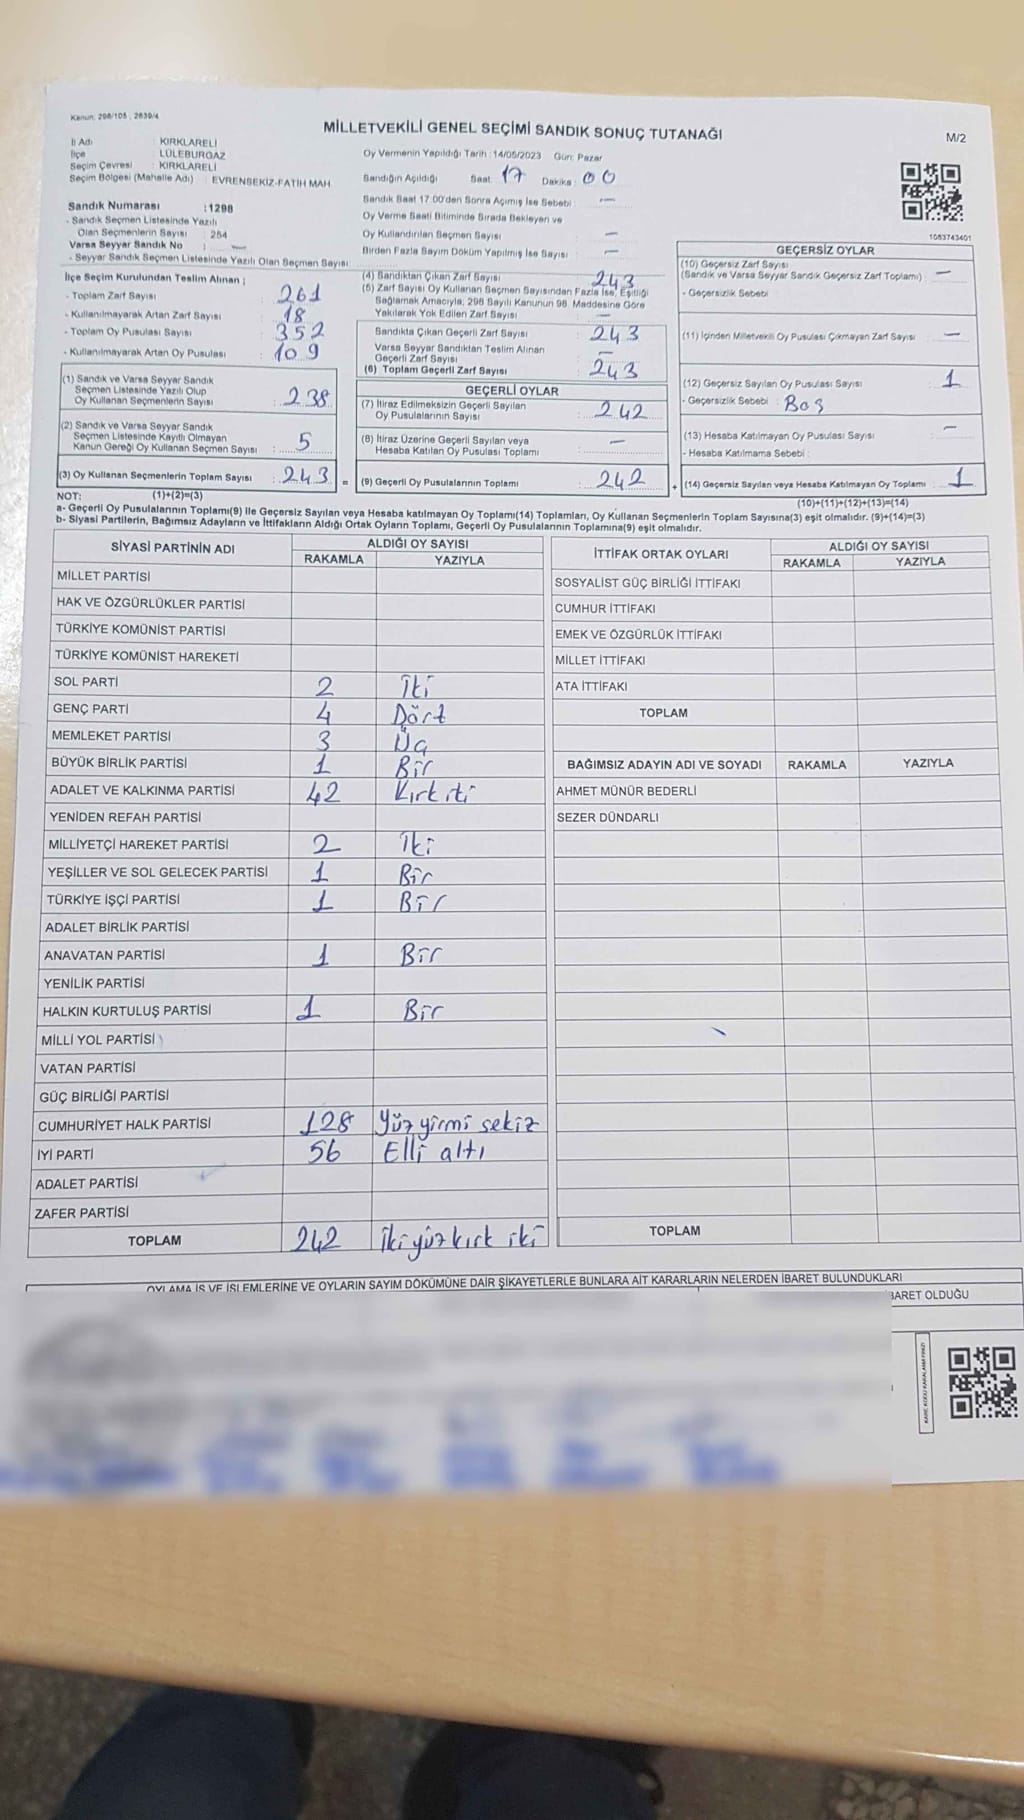 Kanun: 298/105 , 2839/4
MİLLETVEKİLİ GENEL SEÇİMİ SANDIK SONUÇ TUTANAĞI
M/2
İl Adı : KIRKLARELİ
İlçe : LÜLEBURGAZ
Seçim Çevresi : KIRKLARELİ
Seçim Bölgesi (Mahalle Adı) : EVRENSEKİZ-FATİH MAH.
Oy Vermenin Yapıldığı Tarih : 14/05/2023 Gün: Pazar
Sandığın Açıldığı Saat: 17 Dakika : 00
Sandık Saat 17:00'den Sonra Açımış İse Sebebi : —
Oy Verme Saati Bitiminde Sırada Bekleyen ve
Oy Kullandırılan Seçmen Sayısı : —
Birden Fazla Sayım Döküm Yapılmış İse Sayısı : —
Sandık Numarası : 1298
- Sandık Seçmen Listesinde Yazılı
Olan Seçmenlerin Sayısı : 254
Varsa Seyyar Sandık No : —
- Seyyar Sandık Seçmen Listesinde Yazılı Olan Seçmen Sayısı:
1083743401
İlçe Seçim Kurulundan Teslim Alınan ;
- Toplam Zarf Sayısı : 261
- Kullanılmayarak Artan Zarf Sayısı : 18
- Toplam Oy Pusulası Sayısı : 352
- Kullanılmayarak Artan Oy Pusulası : 109
(1) Sandık ve Varsa Seyyar Sandık
Seçmen Listesinde Yazılı Olup
Oy Kullanan Seçmenlerin Sayısı : 238
(2) Sandık ve Varsa Seyyar Sandık
Seçmen Listesinde Kayıtlı Olmayan
Kanun Gereği Oy Kullanan Seçmen Sayısı : 5
(3) Oy Kullanan Seçmenlerin Toplam Sayısı : 243 =
(4) Sandıktan Çıkan Zarf Sayısı : 243
(5) Zarf Sayısı Oy Kullanan Seçmen Sayısından Fazla İse, Eşitliği
Sağlamak Amacıyla, 298 Sayılı Kanunun 98. Maddesine Göre
Yakılarak Yok Edilen Zarf Sayısı : —
Sandıkta Çıkan Geçerli Zarf Sayısı : 243
Varsa Seyyar Sandıktan Teslim Alınan
Geçerli Zarf Sayısı : —
(6) Toplam Geçerli Zarf Sayısı : 243
GEÇERLİ OYLAR
(7) İtiraz Edilmeksizin Geçerli Sayılan
Oy Pusulalarının Sayısı : 242
(8) İtiraz Üzerine Geçerli Sayılan veya
Hesaba Katılan Oy Pusulası Toplamı : —
(9) Geçerli Oy Pusulalarının Toplamı : 242 +
GEÇERSİZ OYLAR
(10) Geçersiz Zarf Sayısı
(Sandık ve Varsa Seyyar Sandık Geçersiz Zarf Toplamı) : —
- Geçersizlik Sebebi :
(11) İçinden Milletvekili Oy Pusulası Çıkmayan Zarf Sayısı : —
(12) Geçersiz Sayılan Oy Pusulası Sayısı : 1
- Geçersizlik Sebebi : Boş
(13) Hesaba Katılmayan Oy Pusulası Sayısı : —
- Hesaba Katılmama Sebebi :
(14) Geçersiz Sayılan veya Hesaba Katılmayan Oy Toplamı : 1
NOT: (1)+(2)=(3)
(10)+(11)+(12)+(13)=(14)
a- Geçerli Oy Pusulalarının Toplamı(9) ile Geçersiz Sayılan veya Hesaba Katılmayan Oy Toplamı(14) Toplamları, Oy Kullanan Seçmenlerin Toplam Sayısına(3) eşit olmalıdır. (9)+(14)=(3)
b- Siyasi Partilerin, Bağımsız Adayların ve İttifakların Aldığı Ortak Oyların Toplamı, Geçerli Oy Pusulalarının Toplamına(9) eşit olmalıdır.
SİYASİ PARTİNİN ADI ALDIĞI OY SAYISI
RAKAMLA YAZIYLA
MİLLET PARTİSİ
HAK VE ÖZGÜRLÜKLER PARTİSİ
TÜRKİYE KOMÜNİST PARTİSİ
TÜRKİYE KOMÜNİST HAREKETİ
SOL PARTİ 2 İki
GENÇ PARTİ 4 Dört
MEMLEKET PARTİSİ 3 Üç
BÜYÜK BİRLİK PARTİSİ 1 Bir
ADALET VE KALKINMA PARTİSİ 42 Kırk iki
YENİDEN REFAH PARTİSİ
MİLLİYETÇİ HAREKET PARTİSİ 2 İki
YEŞİLLER VE SOL GELECEK PARTİSİ 1 Bir
TÜRKİYE İŞÇİ PARTİSİ 1 Bir
ADALET BİRLİK PARTİSİ
ANAVATAN PARTİSİ 1 Bir
YENİLİK PARTİSİ
HALKIN KURTULUŞ PARTİSİ 1 Bir
MİLLİ YOL PARTİSİ
VATAN PARTİSİ
GÜÇ BİRLİĞİ PARTİSİ
CUMHURİYET HALK PARTİSİ 128 Yüz yirmi sekiz
İYİ PARTİ 56 Elli altı
ADALET PARTİSİ
ZAFER PARTİSİ
TOPLAM 242 İki yüz kırk iki
İTTİFAK ORTAK OYLARI ALDIĞI OY SAYISI
RAKAMLA YAZIYLA
SOSYALİST GÜÇ BİRLİĞİ İTTİFAKI
CUMHUR İTTİFAKI
EMEK VE ÖZGÜRLÜK İTTİFAKI
MİLLET İTTİFAKI
ATA İTTİFAKI
TOPLAM
BAĞIMSIZ ADAYIN ADI VE SOYADI RAKAMLA YAZIYLA
AHMET MÜNÜR BEDERLİ
SEZER DÜNDARLI
TOPLAM
OYLAMA İŞ VE İŞLEMLERİNE VE OYLARIN SAYIM DÖKÜMÜNE DAİR ŞİKAYETLERLE BUNLARA AİT KARARLARIN NELERDEN İBARET BULUNDUKLARI
BARET OLDUĞU
KARE KODU KARALAMAYINIZ!